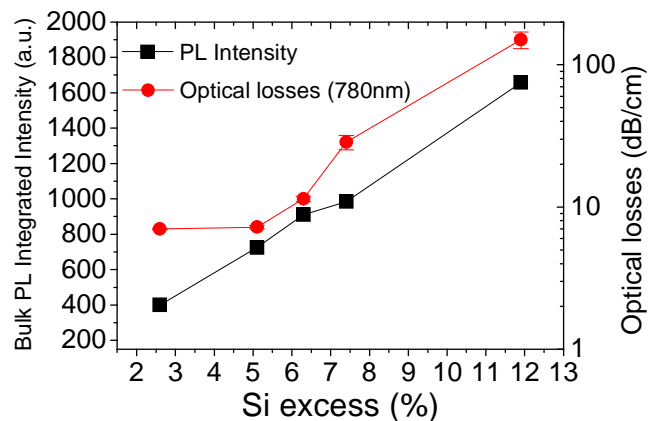 2000
1800
1600
1400
1200
1000
800
600
400
200
Bulk PL Integrated Intensity (a.u.)
PL Intensity
Optical losses (780nm)
100
10
1
Optical losses (dB/cm)
2 3 4 5 6 7 8 9 10 11 12 13
Si excess (%)